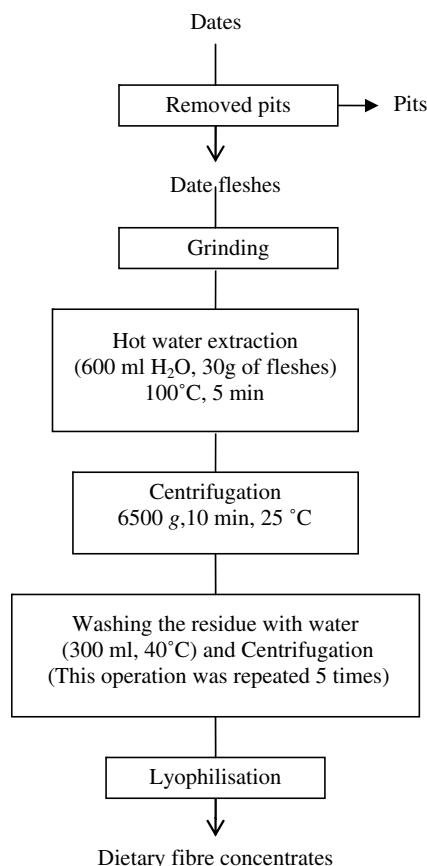 Dates
Removed pits
Pits
Date fleshes
Grinding
Hot water extraction
(600 ml H₂O, 30g of fleshes)
100˚C, 5 min
Centrifugation
6500 g,10 min, 25 ˚C
Washing the residue with water
(300 ml, 40˚C) and Centrifugation
(This operation was repeated 5 times)
Lyophilisation
Dietary fibre concentrates